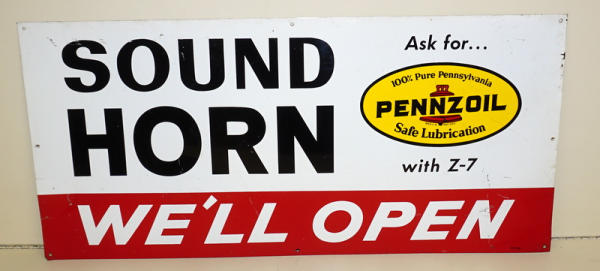 SOUND
HORN
WE'LL OPEN
Ask for...
100% Pure Pennsylvania
PENNZOIL
Safe Lubrication
with Z-7